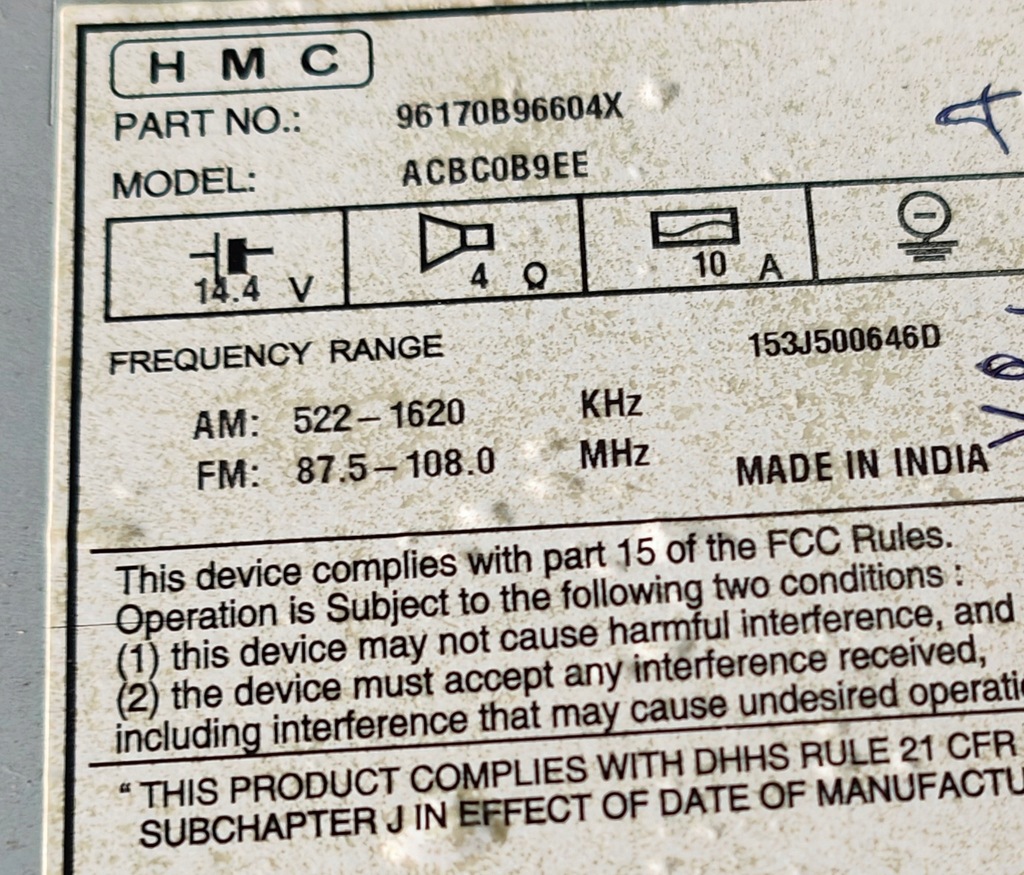 HMC
PART NO.: 96170B96604X
MODEL: ACBC0B9EE
14.4 V 4 Ω 10 A
FREQUENCY RANGE 153J500646D
AM: 522–1620 KHz
FM: 87.5–108.0 MHz MADE IN INDIA
This device complies with part 15 of the FCC Rules.
Operation is Subject to the following two conditions :
(1) this device may not cause harmful interference, and
(2) the device must accept any interference received,
including interference that may cause undesired
“ THIS PRODUCT COMPLIES WITH DHHS RULE 21 CFR
SUBCHAPTER J IN EFFECT OF DATE OF